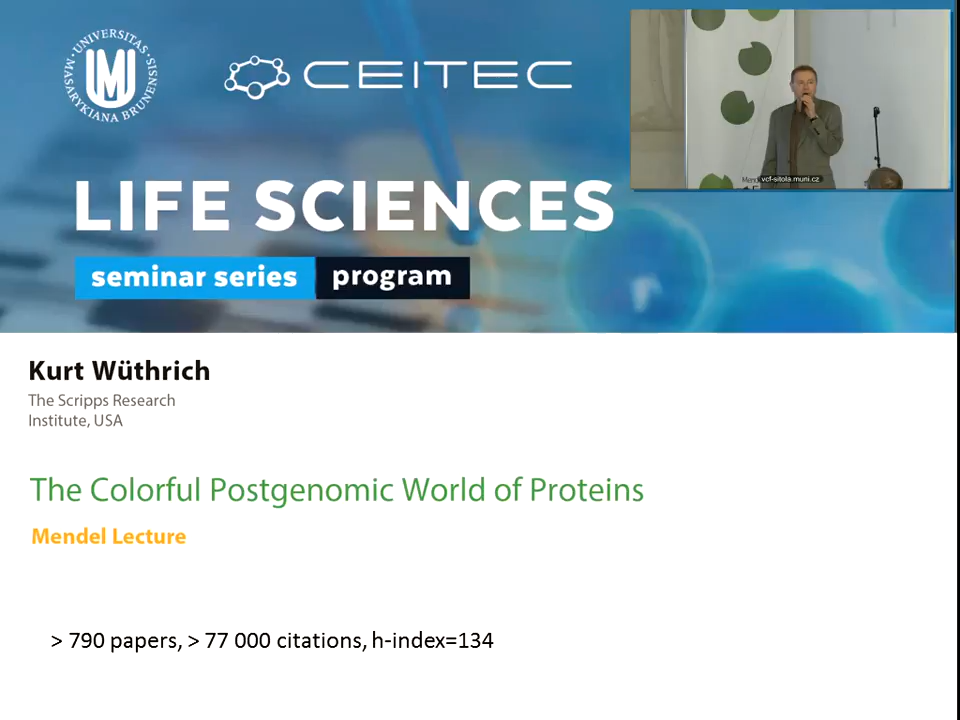 UNIVERSITAS MASARYKIANA BRUNENSIS
CEITEC
LIFE SCIENCES
seminar series program
vcf-sitola.muni.cz
Kurt Wüthrich
The Scripps Research
Institute, USA
The Colorful Postgenomic World of Proteins
Mendel Lecture
> 790 papers, > 77 000 citations, h-index=134